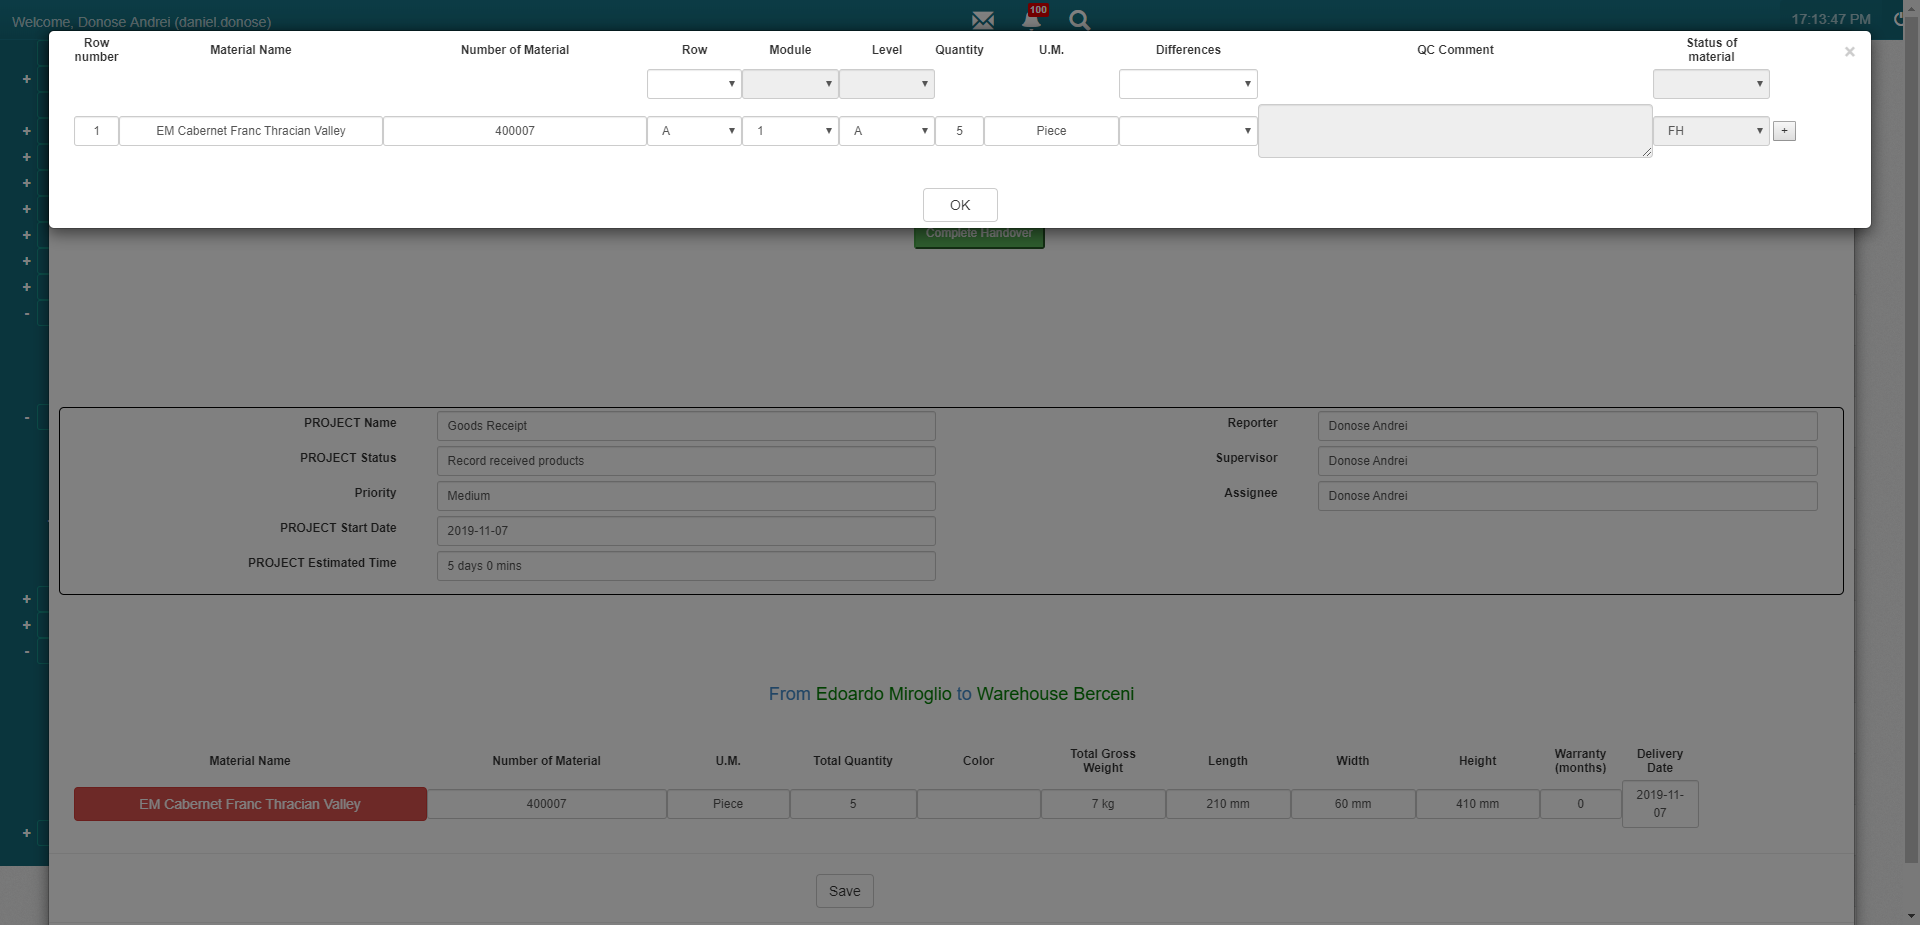 Welcome, Donose Andrei (daniel.donose)
100
17:13:47 PM
Row number
Material Name
Number of Material
Row
Module
Level
Quantity
U.M.
Differences
QC Comment
Status of material
×
1
EM Cabernet Franc Thracian Valley
400007
A
1
A
5
Piece
FH
+
OK
Complete Handover
PROJECT Name
Goods Receipt
Reporter
Donose Andrei
PROJECT Status
Record received products
Supervisor
Donose Andrei
Priority
Medium
Assignee
Donose Andrei
PROJECT Start Date
2019-11-07
PROJECT Estimated Time
5 days 0 mins
From Edoardo Miroglio to Warehouse Berceni
Material Name
Number of Material
U.M.
Total Quantity
Color
Total Gross Weight
Length
Width
Height
Warranty (months)
Delivery Date
EM Cabernet Franc Thracian Valley
400007
Piece
5
7 kg
210 mm
60 mm
410 mm
0
2019-11-07
Save